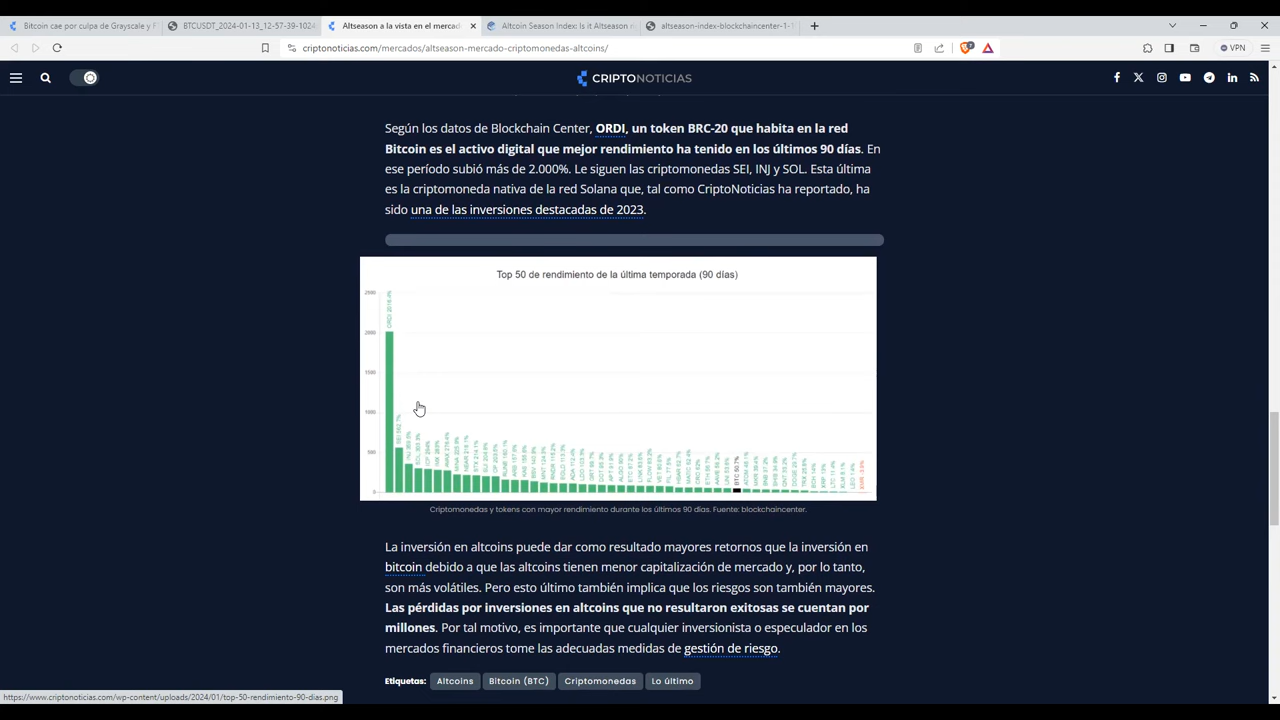 Bitcoin cae por culpa de Grayscale y F
BTCUSDT_2024-01-13_12-57-39-1024
Altseason a la vista en el mercad
Altcoin Season Index: Is it Altseason r
altseason-index-blockchaincenter-1-1
criptonoticias.com/mercados/altseason-mercado-criptomonedas-altcoins/
VPN
CRIPTONOTICIAS
Según los datos de Blockchain Center, ORDI, un token BRC-20 que habita en la red
Bitcoin es el activo digital que mejor rendimiento ha tenido en los últimos 90 días. En
ese período subió más de 2.000%. Le siguen las criptomonedas SEI, INJ y SOL. Esta última
es la criptomoneda nativa de la red Solana que, tal como CriptoNoticias ha reportado, ha
sido una de las inversiones destacadas de 2023.
Top 50 de rendimiento de la última temporada (90 días)
2500
2000
1500
1000
500
0
BTC 50.7%
Criptomonedas y tokens con mayor rendimiento durante los últimos 90 días. Fuente: blockchaincenter.
La inversión en altcoins puede dar como resultado mayores retornos que la inversión en
bitcoin debido a que las altcoins tienen menor capitalización de mercado y, por lo tanto,
son más volátiles. Pero esto último también implica que los riesgos son también mayores.
Las pérdidas por inversiones en altcoins que no resultaron exitosas se cuentan por
millones. Por tal motivo, es importante que cualquier inversionista o especulador en los
mercados financieros tome las adecuadas medidas de gestión de riesgo.
Etiquetas: Altcoins Bitcoin (BTC) Criptomonedas Lo último
https://www.criptonoticias.com/wp-content/uploads/2024/01/top-50-rendimiento-90-dias.png